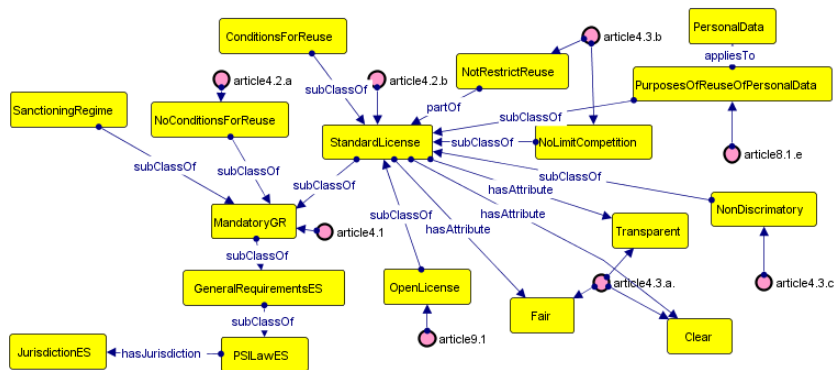 ConditionsForReuse
PersonalData
article4.3.b
appliesTo
article4.2.a
article4.2.b
NotRestrictReuse
PurposesOfReuseOfPersonalData
subClassOf
SanctioningRegime
NoConditionsForReuse
partOf
subClassOf
StandardLicense
subClassOf
NoLimitCompetition
article8.1.e
subClassOf
subClassOf
subClassOf
subClassOf
hasAttribute
NonDiscrimatory
MandatoryGR
article4.1
subClassOf
hasAttribute
hasAttribute
Transparent
subClassOf
GeneralRequirementsES
OpenLicense
article4.3.a.
article4.3.c
Fair
subClassOf
article9.1
Clear
JurisdictionES
hasJurisdiction
PSILawES